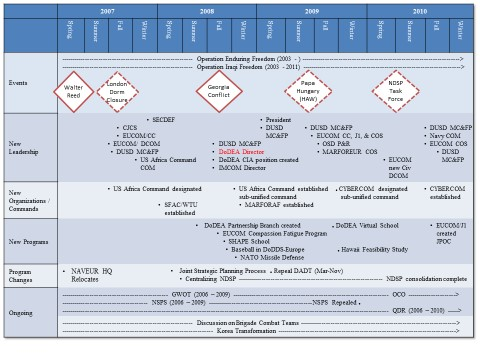 2007 2008 2009 2010
Spring Summer Fall Winter Spring Summer Fall Winter Spring Summer Fall Winter Spring Summer Fall Winter
Events
Operation Enduring Freedom (2003 - )
Operation Iraqi Freedom (2003 - 2011)
Walter Reed
London Dorm Closure
Georgia Conflict
Papa Hungary (HAW)
NDSP Task Force
New Leadership
• SECDEF
• CJCS
• EUCOM/CC
• EUCOM/ DCOM
• DUSD MC&FP
• US Africa Command COM
• DUSD MC&FP
• DoDEA Director
• DoDEA CIA position created
• IMCOM Director
• President
• DUSD MC&FP
• DUSD MC&FP
• EUCOM CC, J1, & COS
• OSD P&R
• MARFOREUR COS
• EUCOM new Civ DCOM
• DUSD MC&FP
• Navy COM
• EUCOM COS
• DUSD MC&FP
New Organizations / Commands
• US Africa Command designated
• SFAC/WTU established
• US Africa Command established sub-unified command
• MARFORAF established
• CYBERCOM designated sub-unified command
• CYBERCOM established
New Programs
• DoDEA Partnership Branch created
• EUCOM Compassion Fatigue Program
• SHAPE School
• Baseball in DoDDS-Europe
• NATO Missile Defense
• DoDEA Virtual School
• Hawaii Feasibility Study
• EUCOM/J1 created JPOC
Program Changes
• NAVEUR HQ Relocates
• Joint Strategic Planning Process
• Repeal DADT (Mar-Nov)
• Centralizing NDSP
NDSP consolidation complete
Ongoing
GWOT (2006 – 2009)
OCO
NSPS (2006 – 2009)
NSPS Repealed
QDR (2006 – 2010)
Discussion on Brigade Combat Teams
Korea Transformation